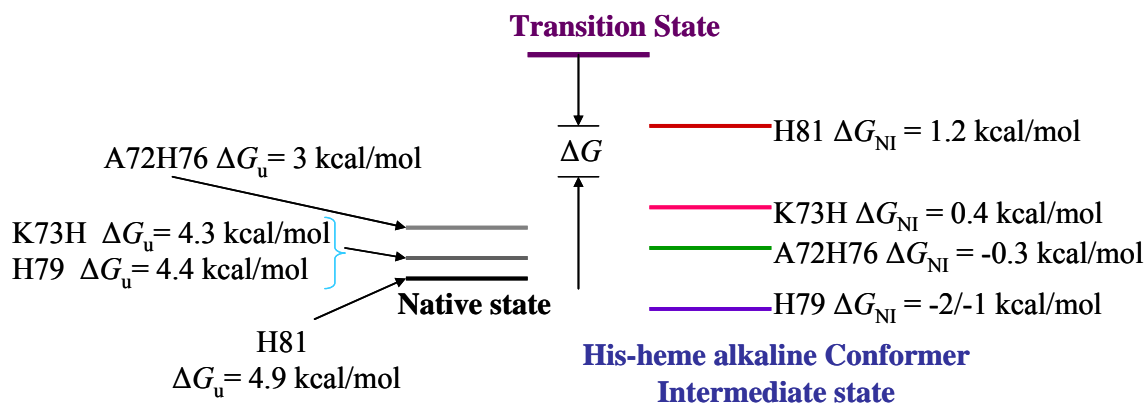 Transition State
H81 ΔG_NI = 1.2 kcal/mol
ΔG
A72H76 ΔG_u= 3 kcal/mol
K73H ΔG_u= 4.3 kcal/mol
H79 ΔG_u= 4.4 kcal/mol
K73H ΔG_NI = 0.4 kcal/mol
A72H76 ΔG_NI = -0.3 kcal/mol
Native state
H79 ΔG_NI = -2/-1 kcal/mol
H81
ΔG_u= 4.9 kcal/mol
His-heme alkaline Conformer
Intermediate state